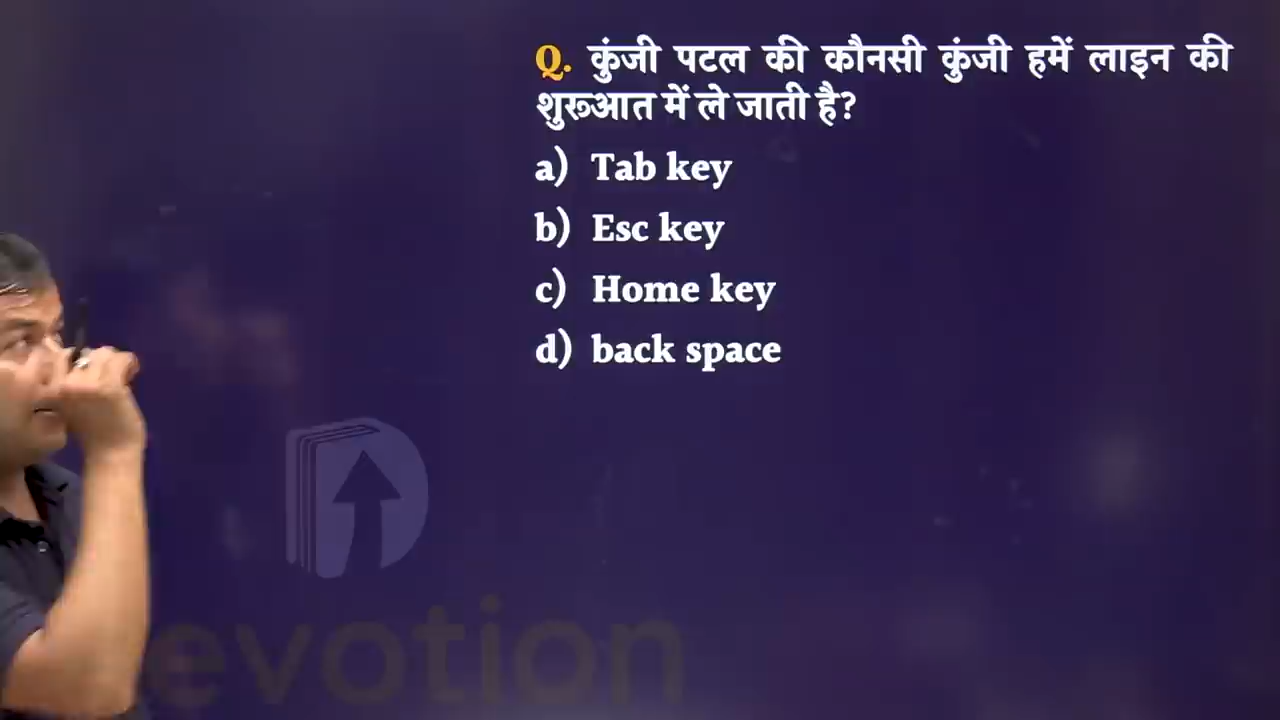 Q. कुंजी पटल की कौनसी कुंजी हमें लाइन की
शुरूआत में ले जाती है?
a) Tab key
b) Esc key
c) Home key
d) back space
evotion